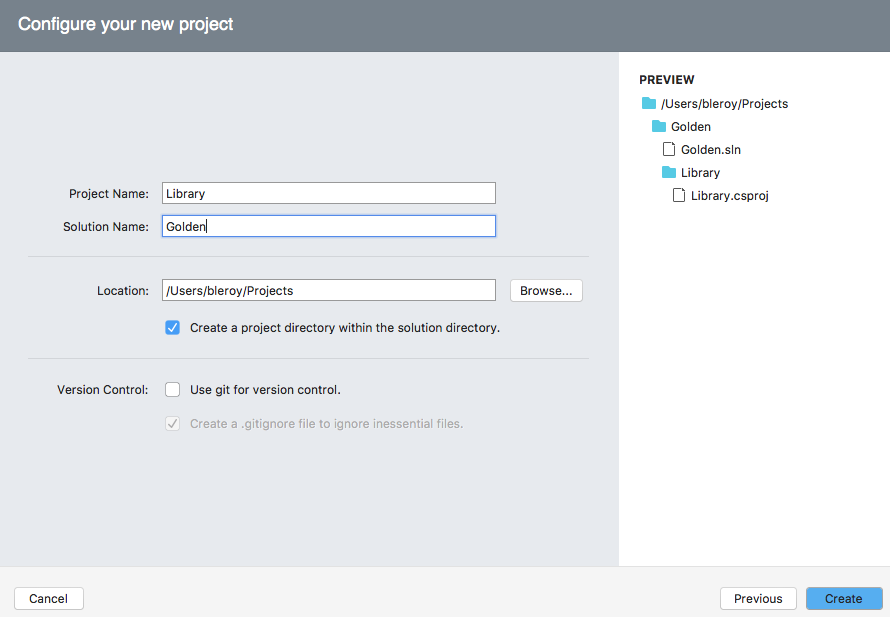 Configure your new project
Project Name: Library
Solution Name: Golden
Location: /Users/bleroy/Projects Browse...
Create a project directory within the solution directory.
Version Control: Use git for version control.
Create a .gitignore file to ignore inessential files.
PREVIEW
/Users/bleroy/Projects
Golden
Golden.sln
Library
Library.csproj
Cancel Previous Create